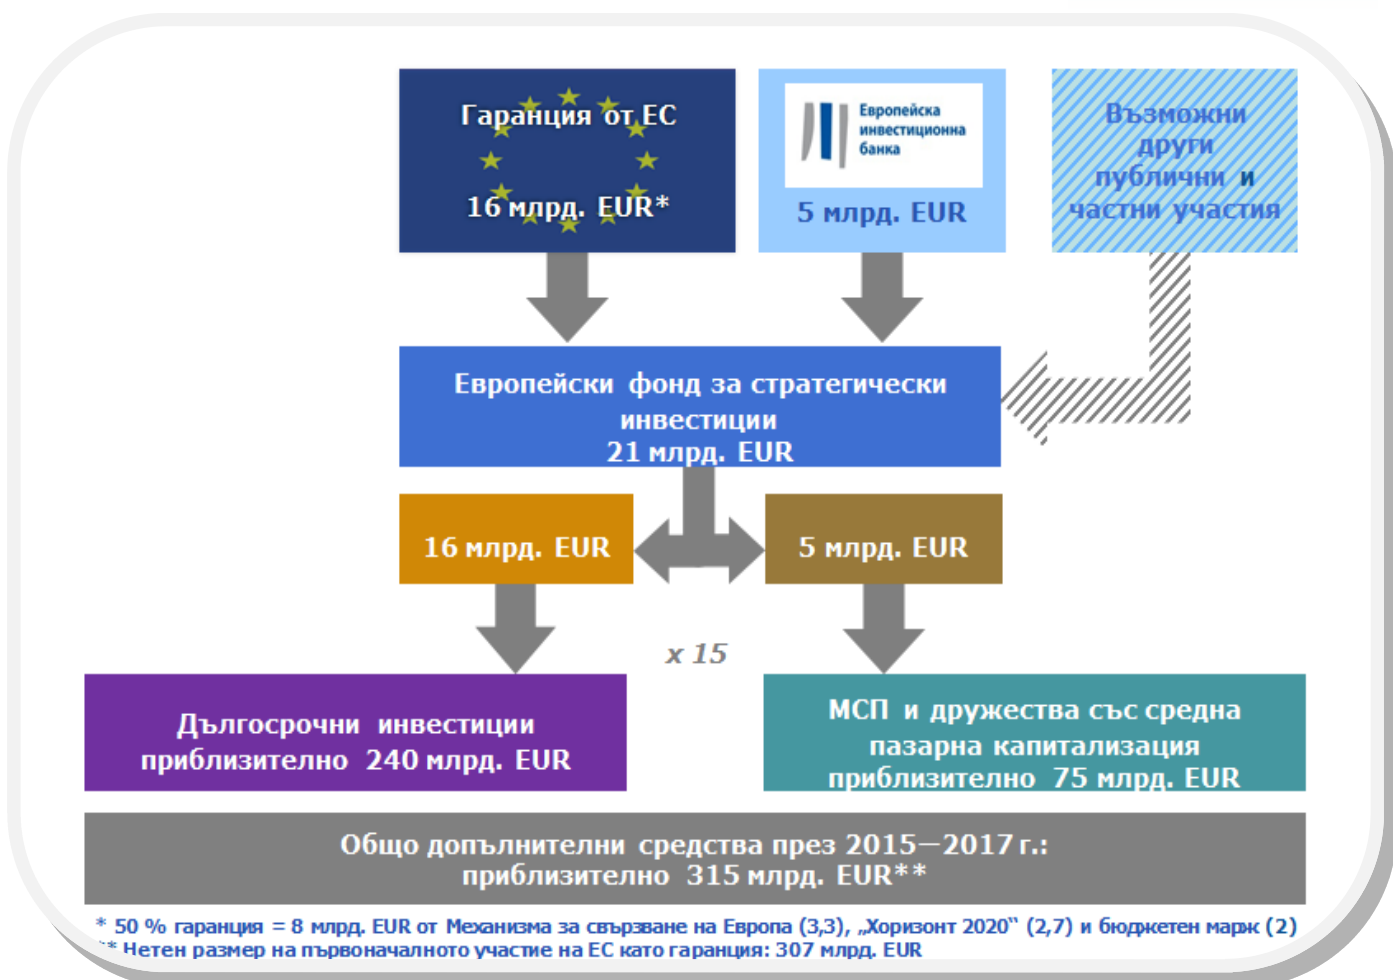 Гаранция от ЕС
16 млрд. EUR*
Европейска
инвестиционна
банка
5 млрд. EUR
Възможни
други
публични и
частни участия
Европейски фонд за стратегически
инвестиции
21 млрд. EUR
16 млрд. EUR
5 млрд. EUR
x 15
Дългосрочни инвестиции
приблизително 240 млрд. EUR
МСП и дружества със средна
пазарна капитализация
приблизително 75 млрд. EUR
Общо допълнителни средства през 2015—2017 г.:
приблизително 315 млрд. EUR**
* 50 % гаранция = 8 млрд. EUR от Механизма за свързване на Европа (3,3), „Хоризонт 2020“ (2,7) и бюджетен марж (2)
** Нетен размер на първоначалното участие на ЕС като гаранция: 307 млрд. EUR